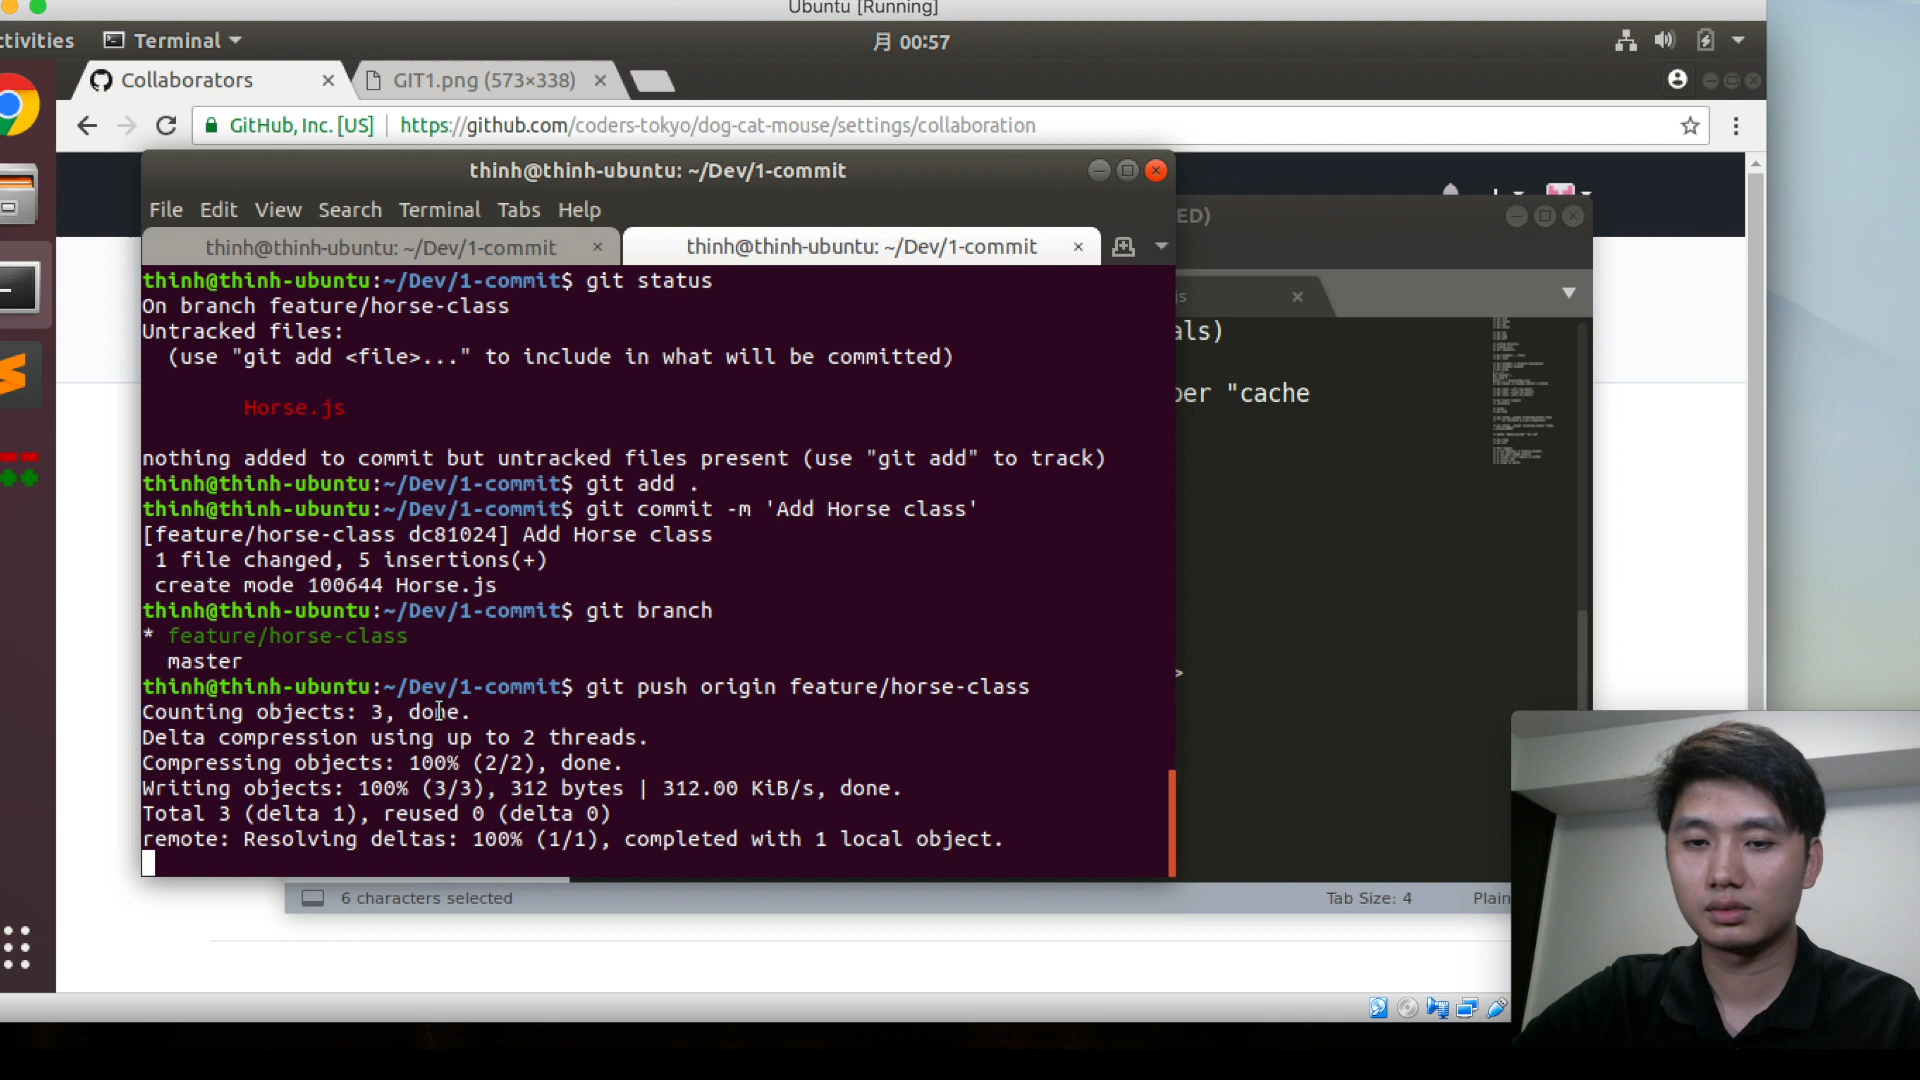 Ubuntu [Running]
ctivities
Terminal
月 00:57
Collaborators
GIT1.png (573×338)
GitHub, Inc. [US]
https://github.com/coders-tokyo/dog-cat-mouse/settings/collaboration
thinh@thinh-ubuntu: ~/Dev/1-commit
File Edit View Search Terminal Tabs Help
ED)
thinh@thinh-ubuntu: ~/Dev/1-commit
thinh@thinh-ubuntu: ~/Dev/1-commit
thinh@thinh-ubuntu:~/Dev/1-commit$ git status
On branch feature/horse-class
Untracked files:
(use "git add <file>..." to include in what will be committed)
Horse.js
nothing added to commit but untracked files present (use "git add" to track)
thinh@thinh-ubuntu:~/Dev/1-commit$ git add .
thinh@thinh-ubuntu:~/Dev/1-commit$ git commit -m 'Add Horse class'
[feature/horse-class dc81024] Add Horse class
1 file changed, 5 insertions(+)
create mode 100644 Horse.js
thinh@thinh-ubuntu:~/Dev/1-commit$ git branch
* feature/horse-class
master
thinh@thinh-ubuntu:~/Dev/1-commit$ git push origin feature/horse-class
Counting objects: 3, done.
Delta compression using up to 2 threads.
Compressing objects: 100% (2/2), done.
Writing objects: 100% (3/3), 312 bytes | 312.00 KiB/s, done.
Total 3 (delta 1), reused 0 (delta 0)
remote: Resolving deltas: 100% (1/1), completed with 1 local object.
js
als)
per "cache
>
6 characters selected
Tab Size: 4
Plain